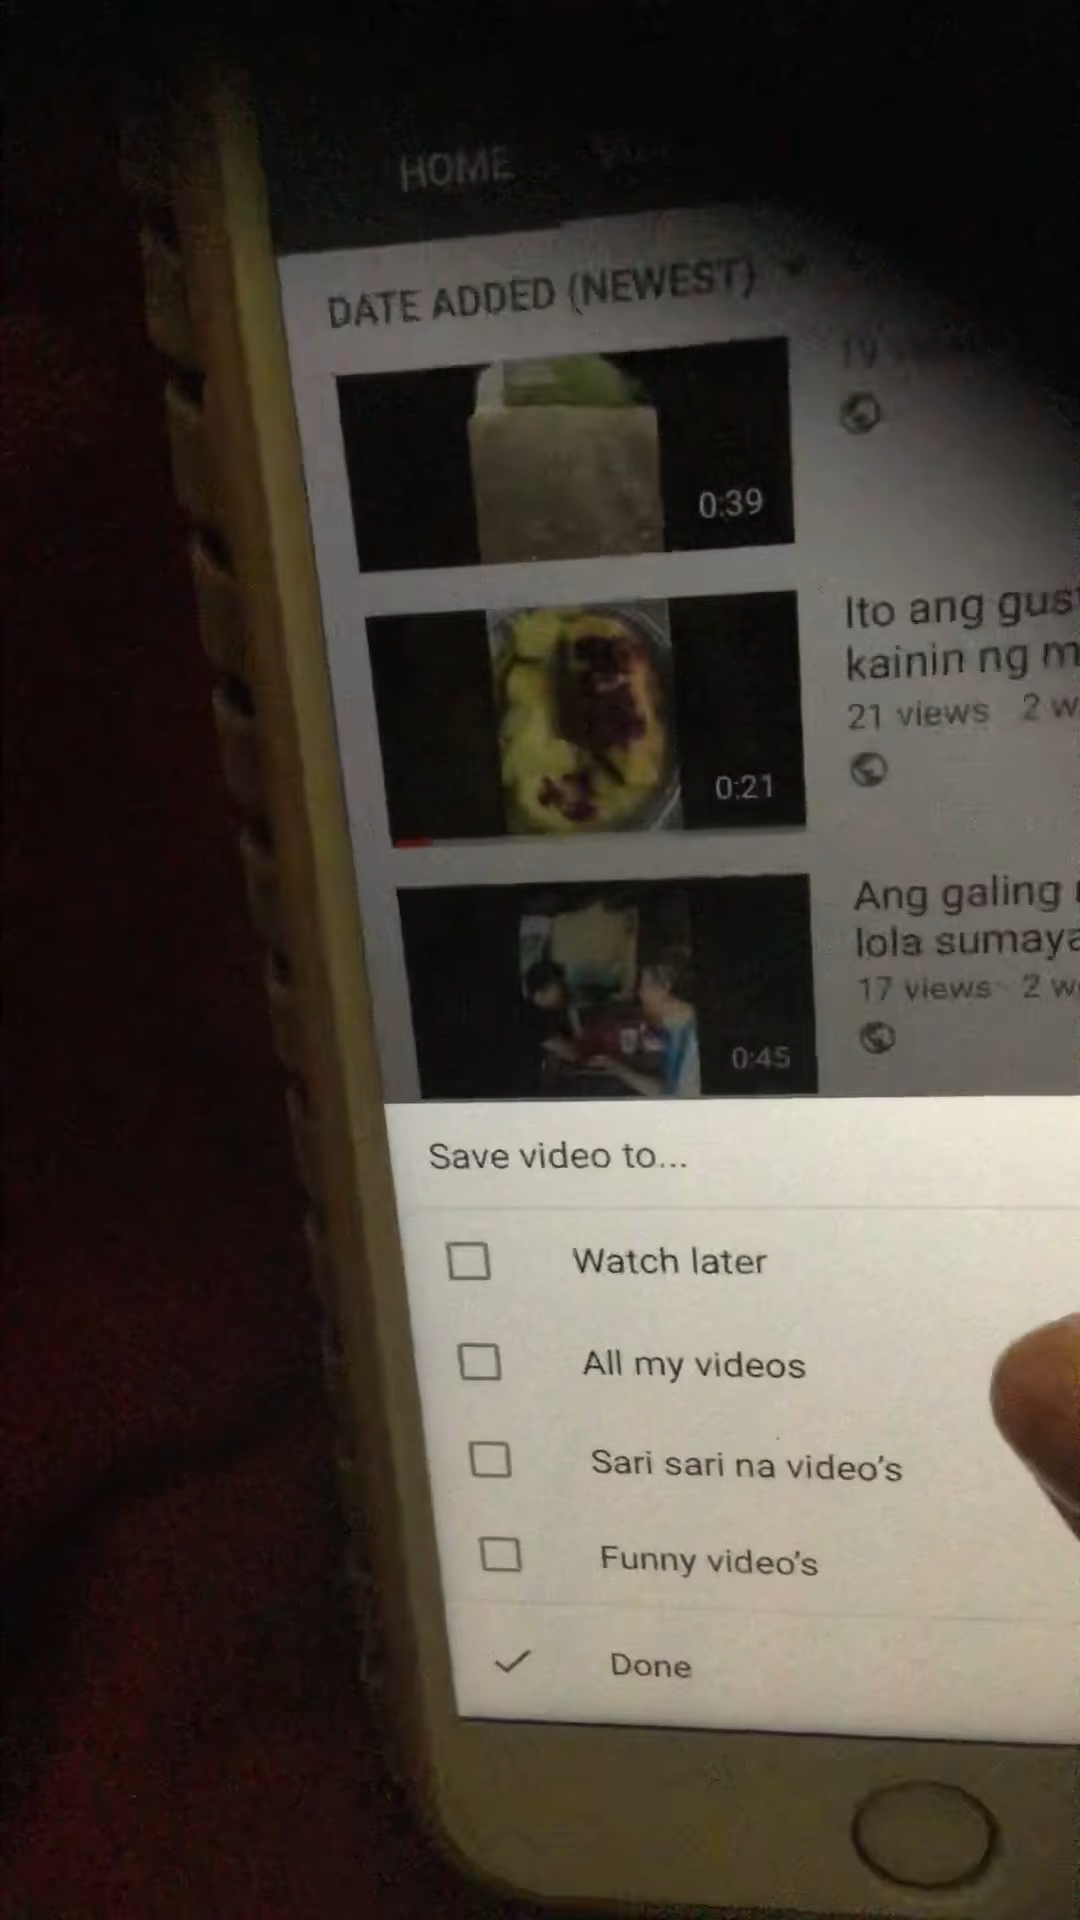 HOME
DATE ADDED (NEWEST)
19
0:39
Ito ang
kainin ng
21 views 2
0:21
Ang galing
lola
17 views 2
0:45
Save video to...
Watch later
All my videos
Sari sari na video's
Funny video's
Done